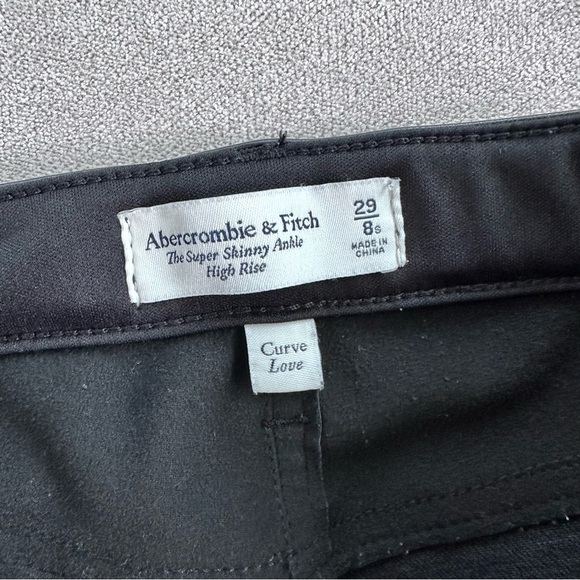 Abercrombie & Fitch
The Super Skinny Ankle
High Rise
29
8s
MADE IN
CHINA
Curve
Love